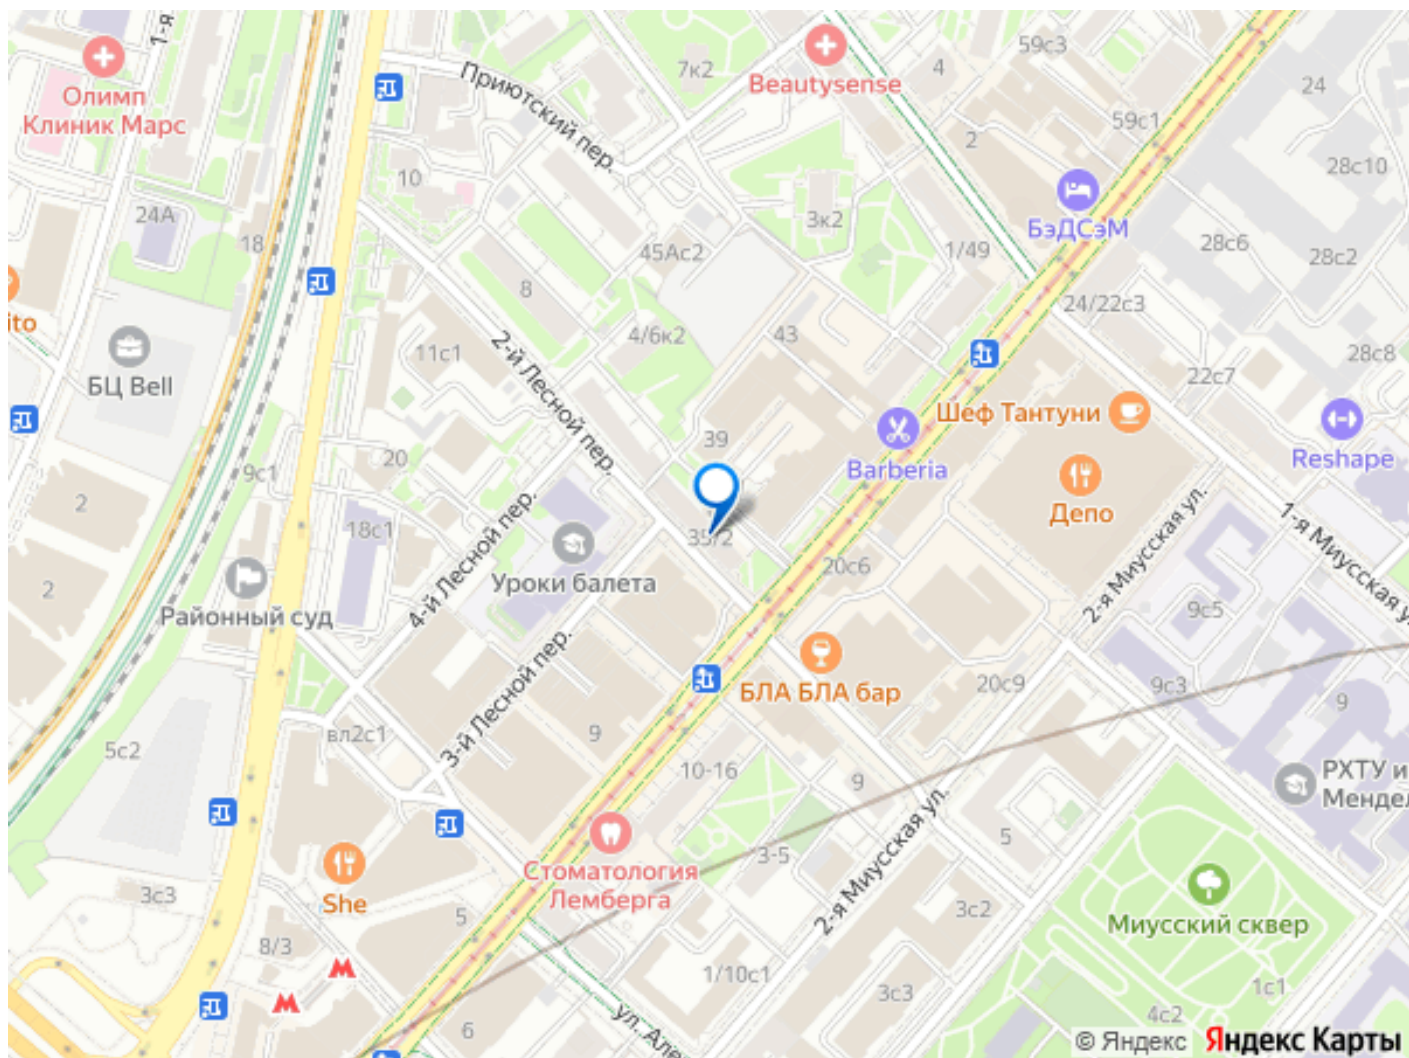 1-я
Олимп
Клиник Марс
Приютский пер.
7к2
Beautysense
4
59с3
2
59с1
24
28с10
БэДСэМ
28с6
28с2
24А
18
10
45Ас2
3к2
1/49
8
24/22с3
ito
БЦ Bell
11с1
2-й Лесной пер.
4/6к2
43
28с8
22с7
Шеф Тантуни
39
Barberia
Reshape
Депо
9с1
20
2
18с1
4-й Лесной пер.
Уроки балета
35/2
20с6
2-я Миусская ул.
1-я Миусская ул.
2
Районный суд
9с5
БЛА БЛА бар
20с9
9с3
9
5с2
вл2с1
3-й Лесной пер.
9
10-16
9
РХТУ и
Мендел
2-я Миусская ул.
5
3-5
Стоматология
Лемберга
She
3с3
5
8/3
3с2
Миусский сквер
1/10с1
3с3
1с1
4с2
6
ул. Але
© Яндекс Яндекс Карты